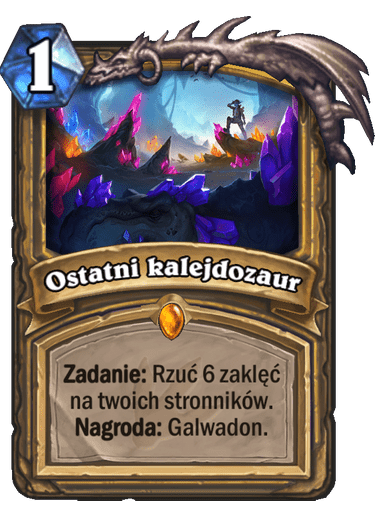 1
Ostatni kalejdozaur
Zadanie: Rzuć 6 zaklęć
na twoich stronników.
Nagroda: Galwadon.